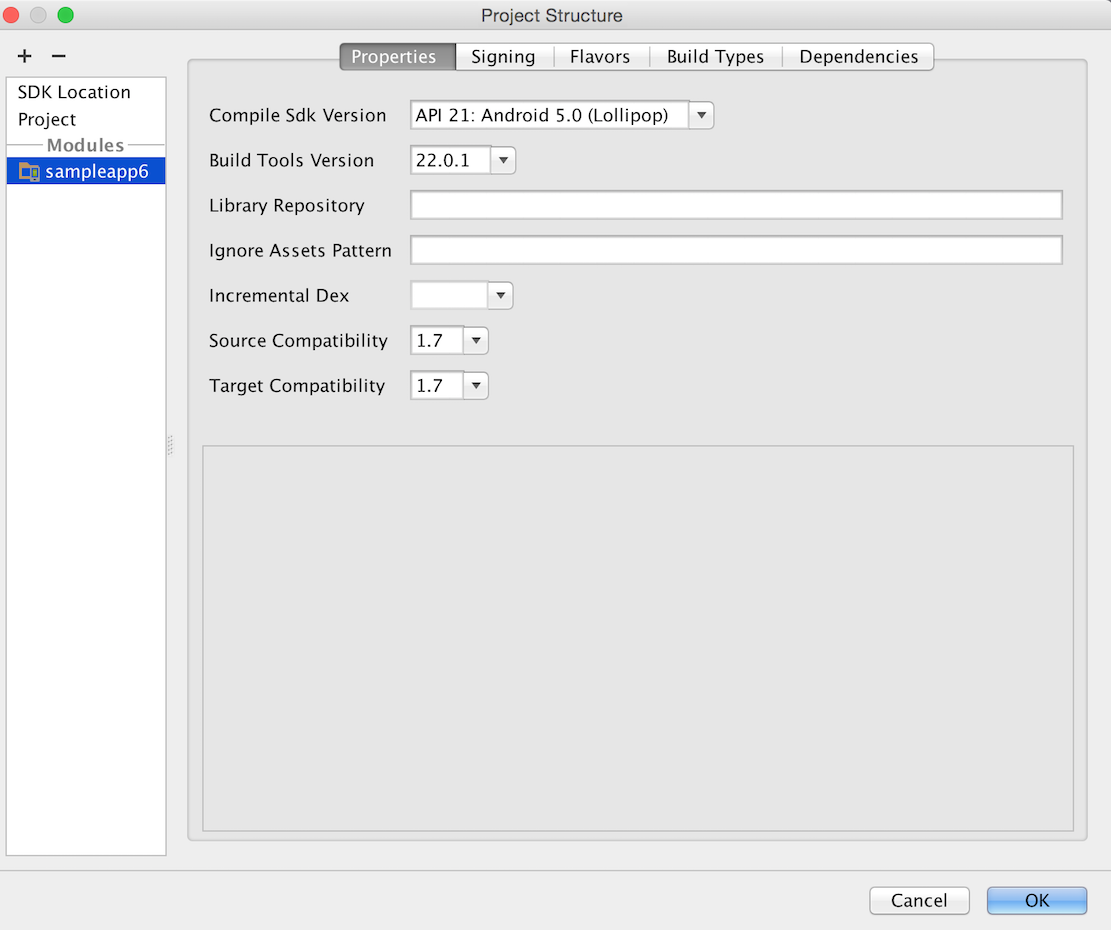 Project Structure
+ −
Properties Signing Flavors Build Types Dependencies
SDK Location
Project
Modules
sampleapp6
Compile Sdk Version API 21: Android 5.0 (Lollipop)
Build Tools Version 22.0.1
Library Repository
Ignore Assets Pattern
Incremental Dex
Source Compatibility 1.7
Target Compatibility 1.7
Cancel OK